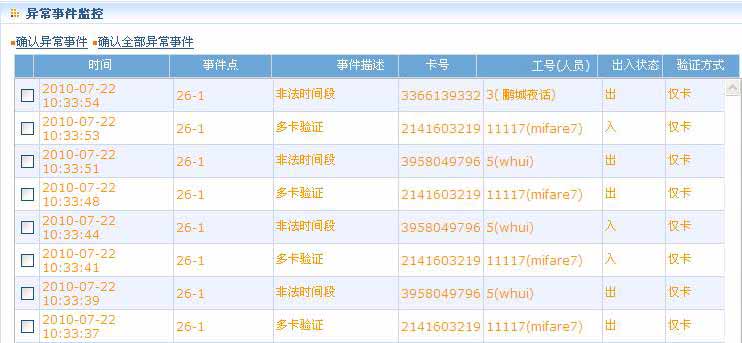 异常事件监控
确认异常事件 确认全部异常事件
时间 事件点 事件描述 卡号 工号(人员) 出入状态 验证方式
2010-07-22 10:33:54 26-1 非法时间段 3366139332 3(鹏城夜话) 出 仅卡
2010-07-22 10:33:53 26-1 多卡验证 2141603219 11117(mifare7) 入 仅卡
2010-07-22 10:33:51 26-1 非法时间段 3958049796 5(whui) 出 仅卡
2010-07-22 10:33:48 26-1 多卡验证 2141603219 11117(mifare7) 出 仅卡
2010-07-22 10:33:44 26-1 非法时间段 3958049796 5(whui) 入 仅卡
2010-07-22 10:33:41 26-1 多卡验证 2141603219 11117(mifare7) 入 仅卡
2010-07-22 10:33:39 26-1 非法时间段 3958049796 5(whui) 出 仅卡
2010-07-22 10:33:37 26-1 多卡验证 2141603219 11117(mifare7) 出 仅卡